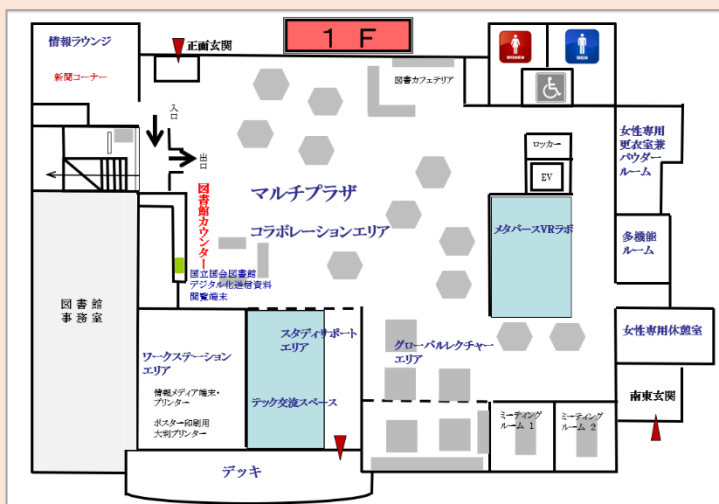 1 F
情報ラウンジ
新聞コーナー
正面玄関
図書カフェテリア
WOMEN
MEN
入口
出口
ロッカー
EV
女性専用
更衣室兼
パウダー
ルーム
マルチプラザ
コラボレーションエリア
図書館カウンター
メタバースVRラボ
多機能
ルーム
国立国会図書館
デジタル化送信資料
閲覧端末
図書館
事務室
ワークステーション
エリア
情報メディア端末・
プリンター
ポスター印刷用
大判プリンター
スタディサポート
エリア
テック交流スペース
グローバルレクチャー
エリア
女性専用休憩室
南東玄関
ミーティング
ルーム 1
ミーティング
ルーム 2
デッキ